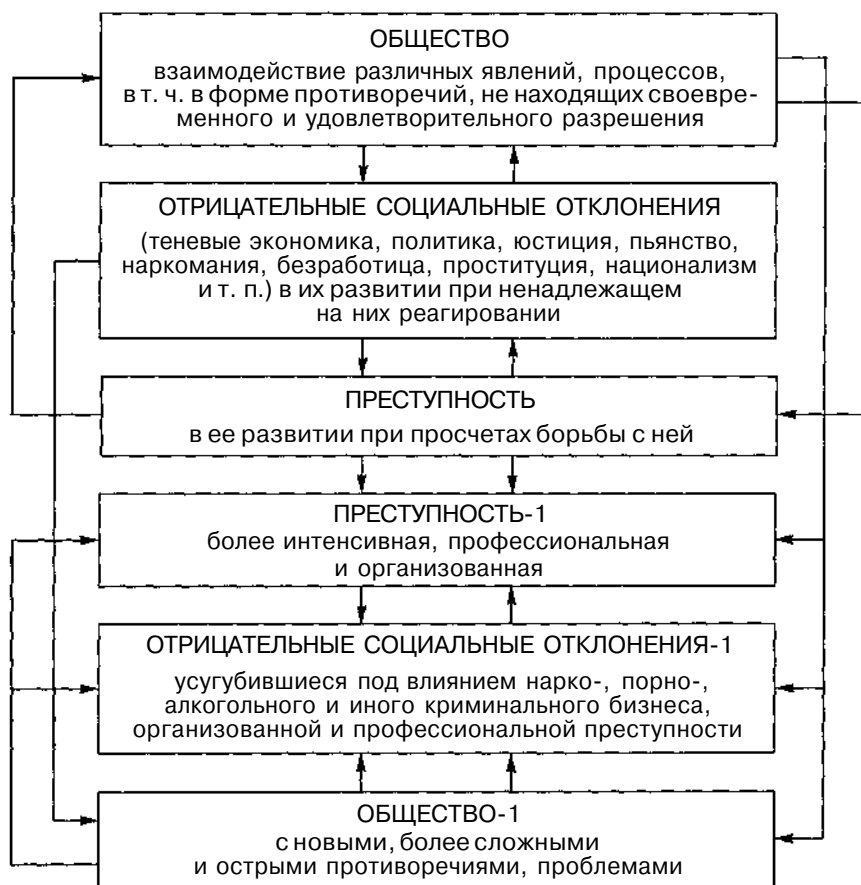 ОБЩЕСТВО
взаимодействие различных явлений, процессов,
в т. ч. в форме противоречий, не находящих своевре-
менного и удовлетворительного разрешения
ОТРИЦАТЕЛЬНЫЕ СОЦИАЛЬНЫЕ ОТКЛОНЕНИЯ
(теневые экономика, политика, юстиция, пьянство,
наркомания, безработица, проституция, национализм
и т. п.) в их развитии при ненадлежащем
на них реагировании
ПРЕСТУПНОСТЬ
в ее развитии при просчетах борьбы с ней
ПРЕСТУПНОСТЬ-1
более интенсивная, профессиональная
и организованная
ОТРИЦАТЕЛЬНЫЕ СОЦИАЛЬНЫЕ ОТКЛОНЕНИЯ-1
усугубившиеся под влиянием нарко-, порно-,
алкогольного и иного криминального бизнеса,
организованной и профессиональной преступности
ОБЩЕСТВО-1
с новыми, более сложными
и острыми противоречиями, проблемами